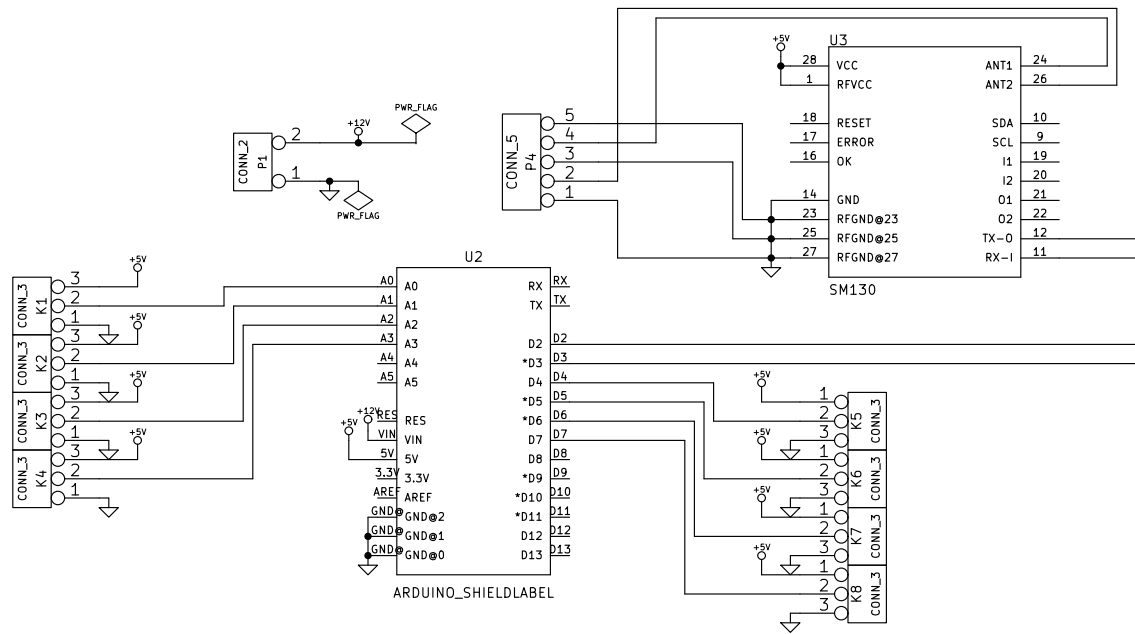 U3
+5V
28 VCC ANT1 24
1 RFVCC ANT2 26
18 RESET SDA 10
17 ERROR SCL 9
16 OK I1 19
I2 20
14 GND O1 21
23 RFGND@23 O2 22
25 RFGND@25 TX-O 12
27 RFGND@27 RX-I 11
SM130
PWR_FLAG
+12V
CONN_2
P1
2
1
PWR_FLAG
CONN_5
P4
5
4
3
2
1
U2
A0 A0 RX RX
A1 A1 TX TX
A2 A2
A3 A3 D2 D2
A4 A4 *D3 D3
A5 A5 D4 D4
*D5 D5
RES RES *D6 D6
VIN VIN D7 D7
5V 5V D8 D8
3.3V 3.3V *D9 D9
AREF AREF *D10 D10
GND@ GND@2 *D11 D11
GND@ GND@1 D12 D12
GND@ GND@0 D13 D13
+12V
+5V
ARDUINO_SHIELDLABEL
CONN_3
K1
3
2
1
+5V
CONN_3
K2
3
2
1
+5V
CONN_3
K3
3
2
1
+5V
CONN_3
K4
3
2
1
+5V
+5V
1
2
3
K5
CONN_3
+5V
1
2
3
K6
CONN_3
+5V
1
2
3
K7
CONN_3
+5V
1
2
3
K8
CONN_3